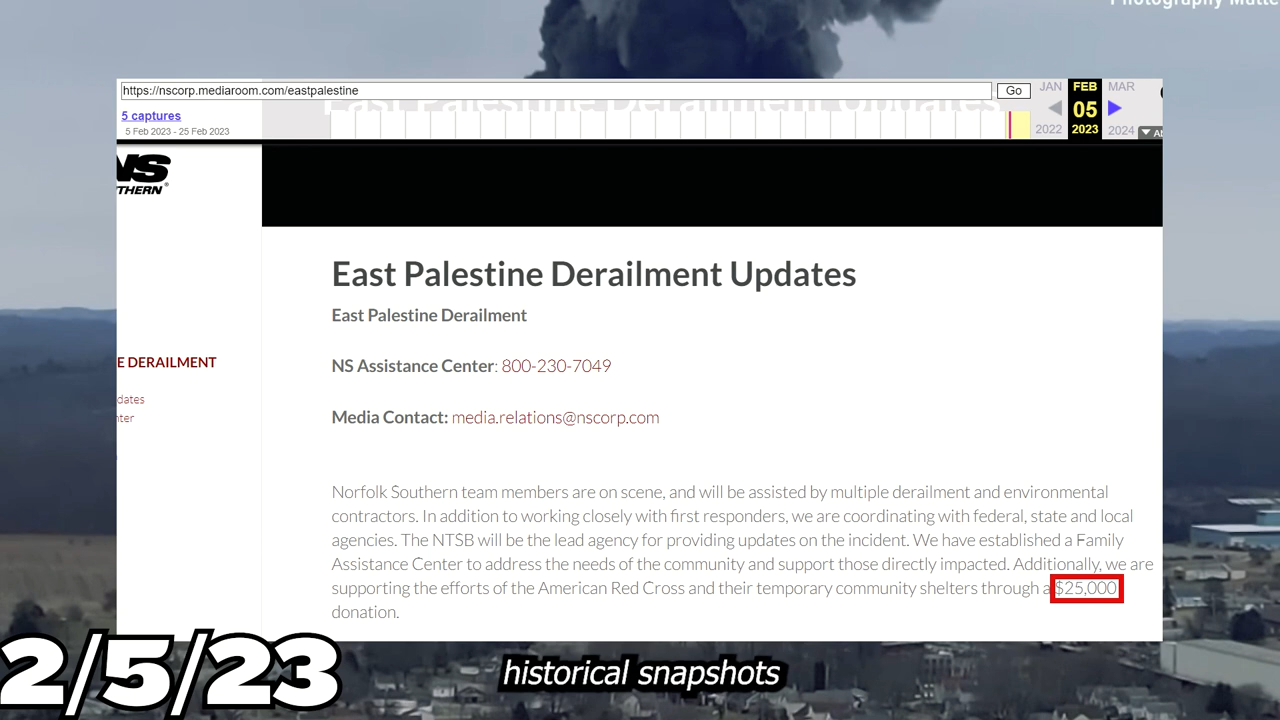 Photography Matte
https://nscorp.mediaroom.com/eastpalestine
Go
JAN
FEB
MAR
East Palestine Derailment Updates
5 captures
5 Feb 2023 - 25 Feb 2023
05
2022
2023
2024
NS
THERN®
East Palestine Derailment Updates
East Palestine Derailment
E DERAILMENT
NS Assistance Center: 800-230-7049
dates
nter
Media Contact: media.relations@nscorp.com
Norfolk Southern team members are on scene, and will be assisted by multiple derailment and environmental
contractors. In addition to working closely with first responders, we are coordinating with federal, state and local
agencies. The NTSB will be the lead agency for providing updates on the incident. We have established a Family
Assistance Center to address the needs of the community and support those directly impacted. Additionally, we are
supporting the efforts of the American Red Cross and their temporary community shelters through a $25,000
donation.
2/5/23
historical snapshots